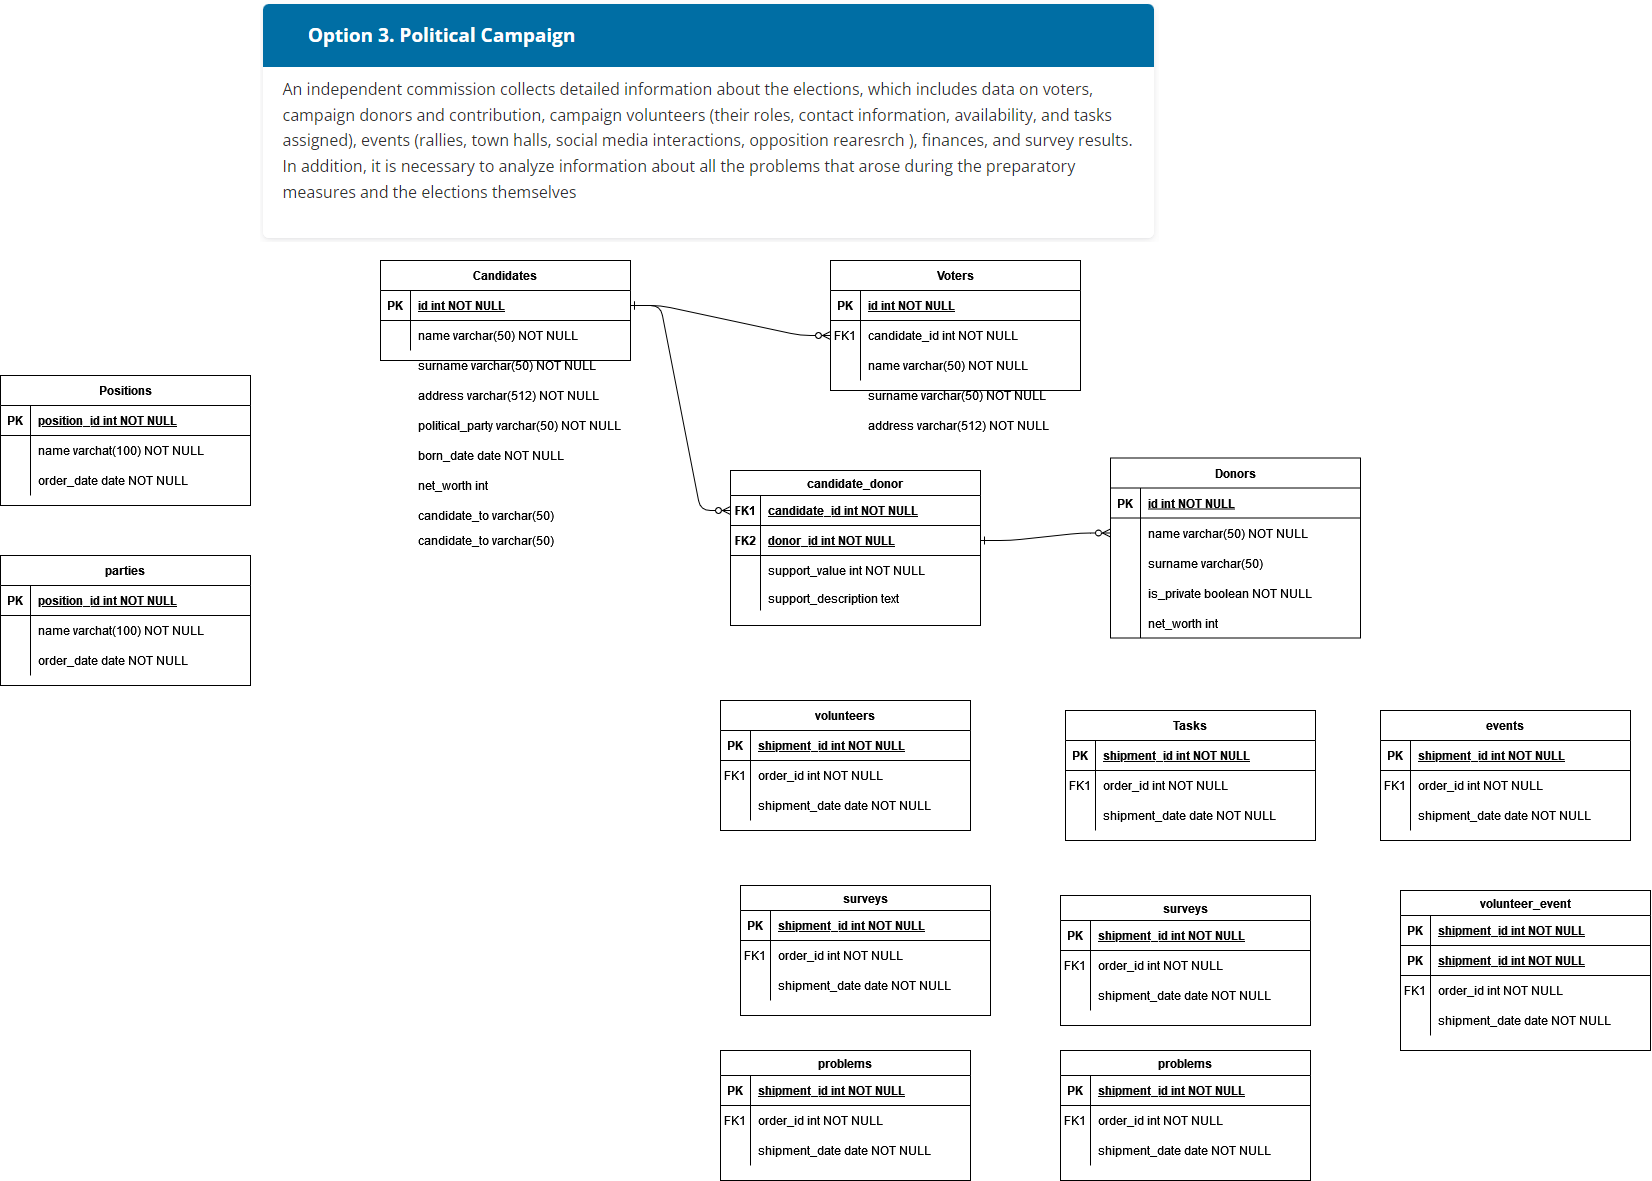 Option 3. Political Campaign
An independent commission collects detailed information about the elections, which includes data on voters,
campaign donors and contribution, campaign volunteers (their roles, contact information, availability, and tasks
assigned), events (rallies, town halls, social media interactions, opposition rearesrch ), finances, and survey results.
In addition, it is necessary to analyze information about all the problems that arose during the preparatory
measures and the elections themselves
Candidates
PK id int NOT NULL
name varchar(50) NOT NULL
surname varchar(50) NOT NULL
address varchar(512) NOT NULL
political_party varchar(50) NOT NULL
born_date date NOT NULL
net_worth int
candidate_to varchar(50)
candidate_to varchar(50)
Voters
PK id int NOT NULL
FK1 candidate_id int NOT NULL
name varchar(50) NOT NULL
surname varchar(50) NOT NULL
address varchar(512) NOT NULL
Positions
PK position_id int NOT NULL
name varchat(100) NOT NULL
order_date date NOT NULL
parties
PK position_id int NOT NULL
name varchat(100) NOT NULL
order_date date NOT NULL
candidate_donor
FK1 candidate_id int NOT NULL
FK2 donor_id int NOT NULL
support_value int NOT NULL
support_description text
Donors
PK id int NOT NULL
name varchar(50) NOT NULL
surname varchar(50)
is_private boolean NOT NULL
net_worth int
volunteers
PK shipment_id int NOT NULL
FK1 order_id int NOT NULL
shipment_date date NOT NULL
Tasks
PK shipment_id int NOT NULL
FK1 order_id int NOT NULL
shipment_date date NOT NULL
events
PK shipment_id int NOT NULL
FK1 order_id int NOT NULL
shipment_date date NOT NULL
surveys
PK shipment_id int NOT NULL
FK1 order_id int NOT NULL
shipment_date date NOT NULL
surveys
PK shipment_id int NOT NULL
FK1 order_id int NOT NULL
shipment_date date NOT NULL
volunteer_event
PK shipment_id int NOT NULL
PK shipment_id int NOT NULL
FK1 order_id int NOT NULL
shipment_date date NOT NULL
problems
PK shipment_id int NOT NULL
FK1 order_id int NOT NULL
shipment_date date NOT NULL
problems
PK shipment_id int NOT NULL
FK1 order_id int NOT NULL
shipment_date date NOT NULL